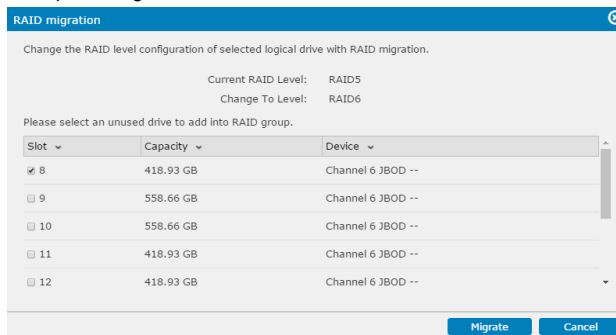 RAID migration
Change the RAID level configuration of selected logical drive with RAID migration.
Current RAID Level: RAID5
Change To Level: RAID6
Please select an unused drive to add into RAID group.
Slot Capacity Device
8 418.93 GB Channel 6 JBOD --
9 558.66 GB Channel 6 JBOD --
10 558.66 GB Channel 6 JBOD --
11 418.93 GB Channel 6 JBOD --
12 418.93 GB Channel 6 JBOD --
Migrate Cancel